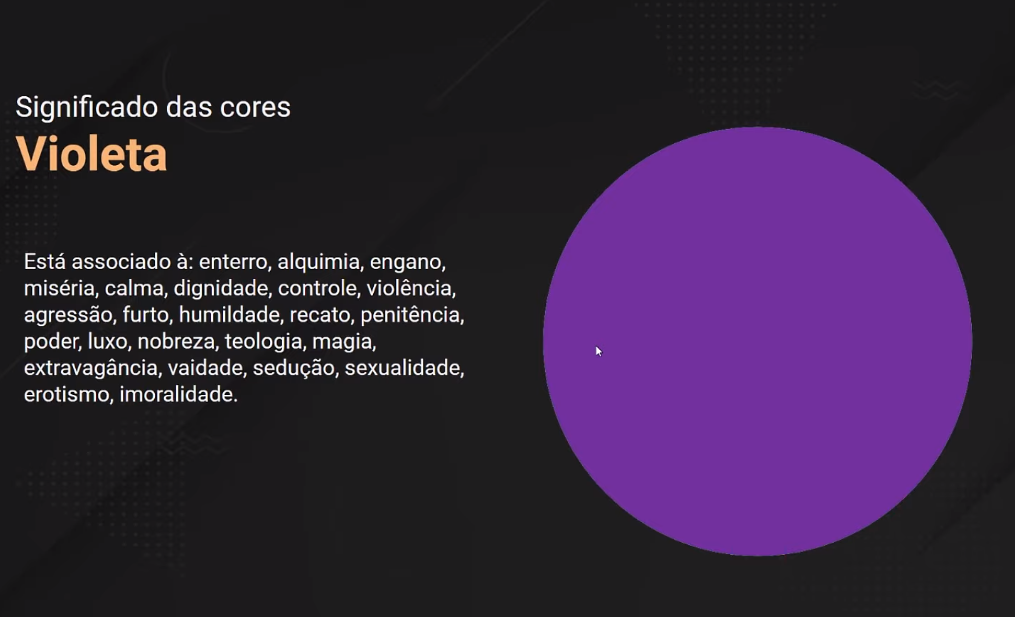 Significado das cores
Violeta
Está associado à: enterro, alquimia, engano,
miséria, calma, dignidade, controle, violência,
agressão, furto, humildade, recato, penitência,
poder, luxo, nobreza, teologia, magia,
extravagância, vaidade, sedução, sexualidade,
erotismo, imoralidade.